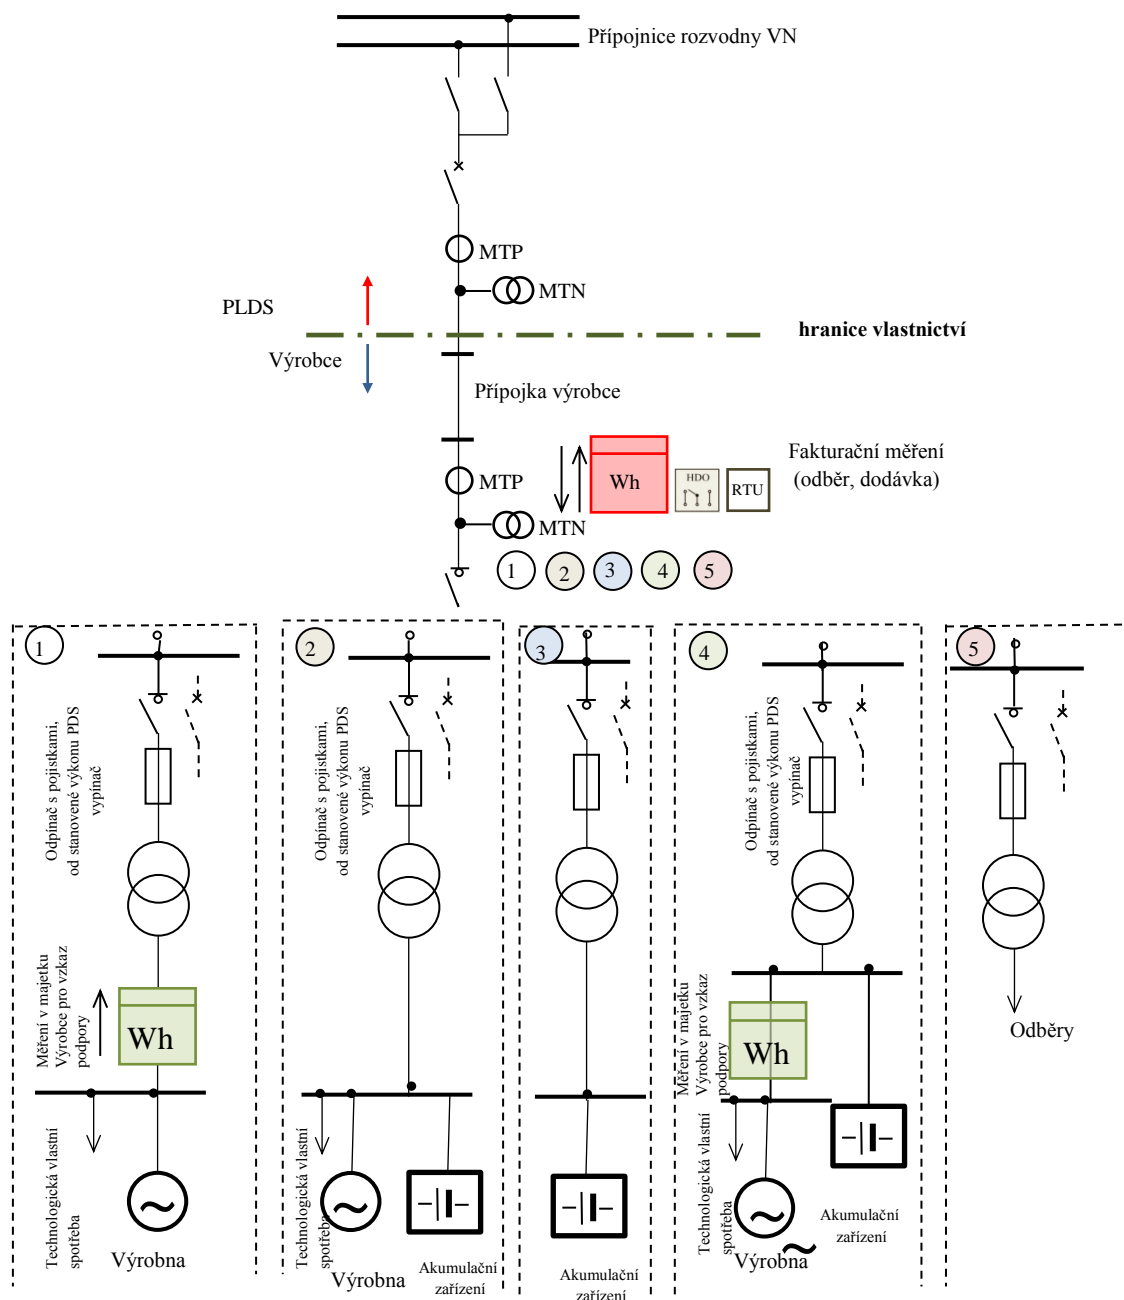 Přípojnice rozvodny VN
MTP
MTN
PLDS
hranice vlastnictví
Výrobce
Přípojka výrobce
Fakturační měření
(odběr, dodávka)
Wh
HDO
RTU
MTP
MTN
1
2
3
4
5
1
Odpínač s pojistkami,
od stanovené výkonu PDS
vypínač
Měření v majetku
Výrobce pro vzkaz
podpory
Wh
Technologická vlastní
spotřeba
Výrobna
2
Odpínač s pojistkami,
od stanovené výkonu PDS
vypínač
Technologická vlastní
spotřeba
Výrobna
Akumulační
zařízení
3
Akumulační
zařízení
4
Odpínač s pojistkami,
od stanovené výkonu PDS
vypínač
Měření v majetku
Výrobce pro vzkaz
podpory
Wh
Technologická vlastní
spotřeba
Výrobna
Akumulační
zařízení
5
Odběry